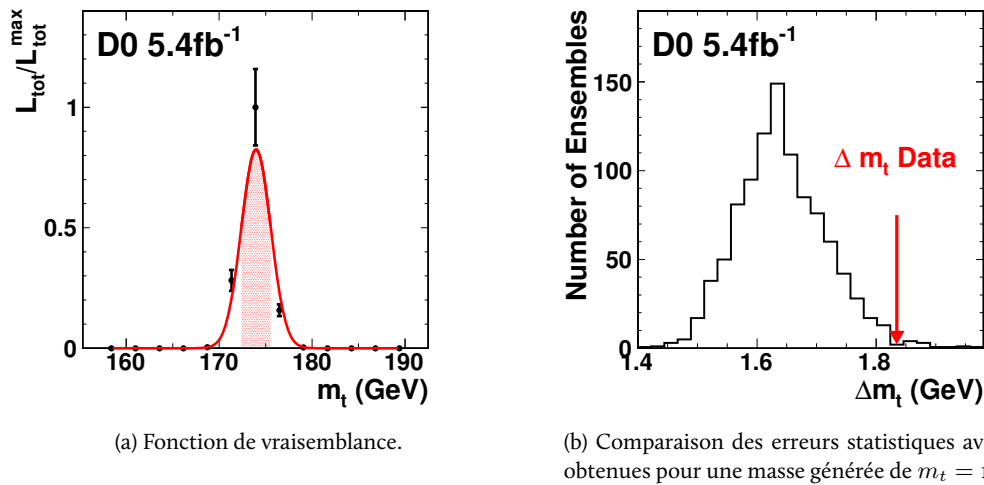 D0 5.4fb⁻¹
L_tot/L_tot^max
1
0.5
0
160
170
180
190
m_t (GeV)
(a) Fonction de vraisemblance.
D0 5.4fb⁻¹
Number of Ensembles
150
100
50
0
Δ m_t Data
1.4
1.6
1.8
Δm_t (GeV)
(b) Comparaison des erreurs statistiques
obtenues pour une masse générée de m_t =